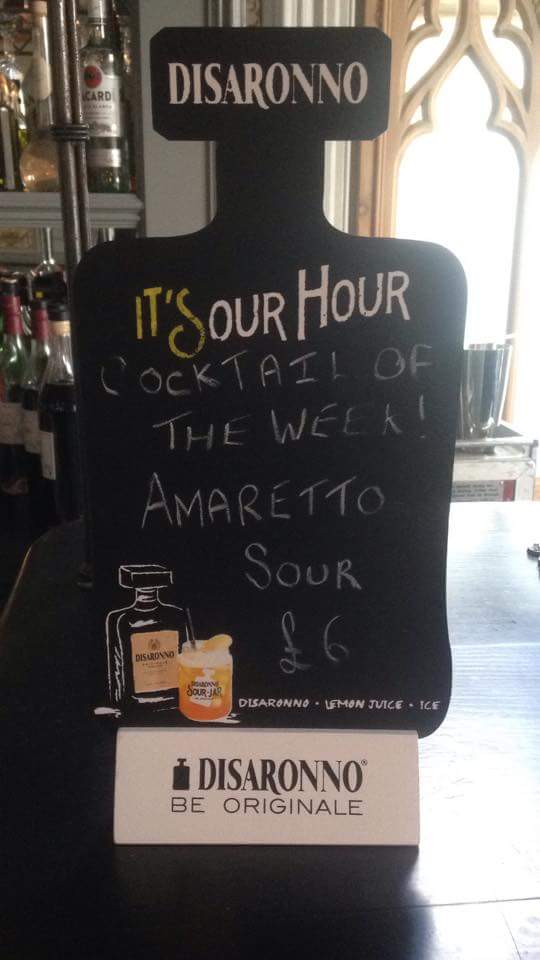 DISARONNO
IT'S OUR HOUR
COCKTAIL OF
THE WEEK!
AMARETTO
SOUR
£6
DISARONNO
DISARONNO
SOUR-JAR
DISARONNO • LEMON JUICE • ICE
DISARONNO®
BE ORIGINALE